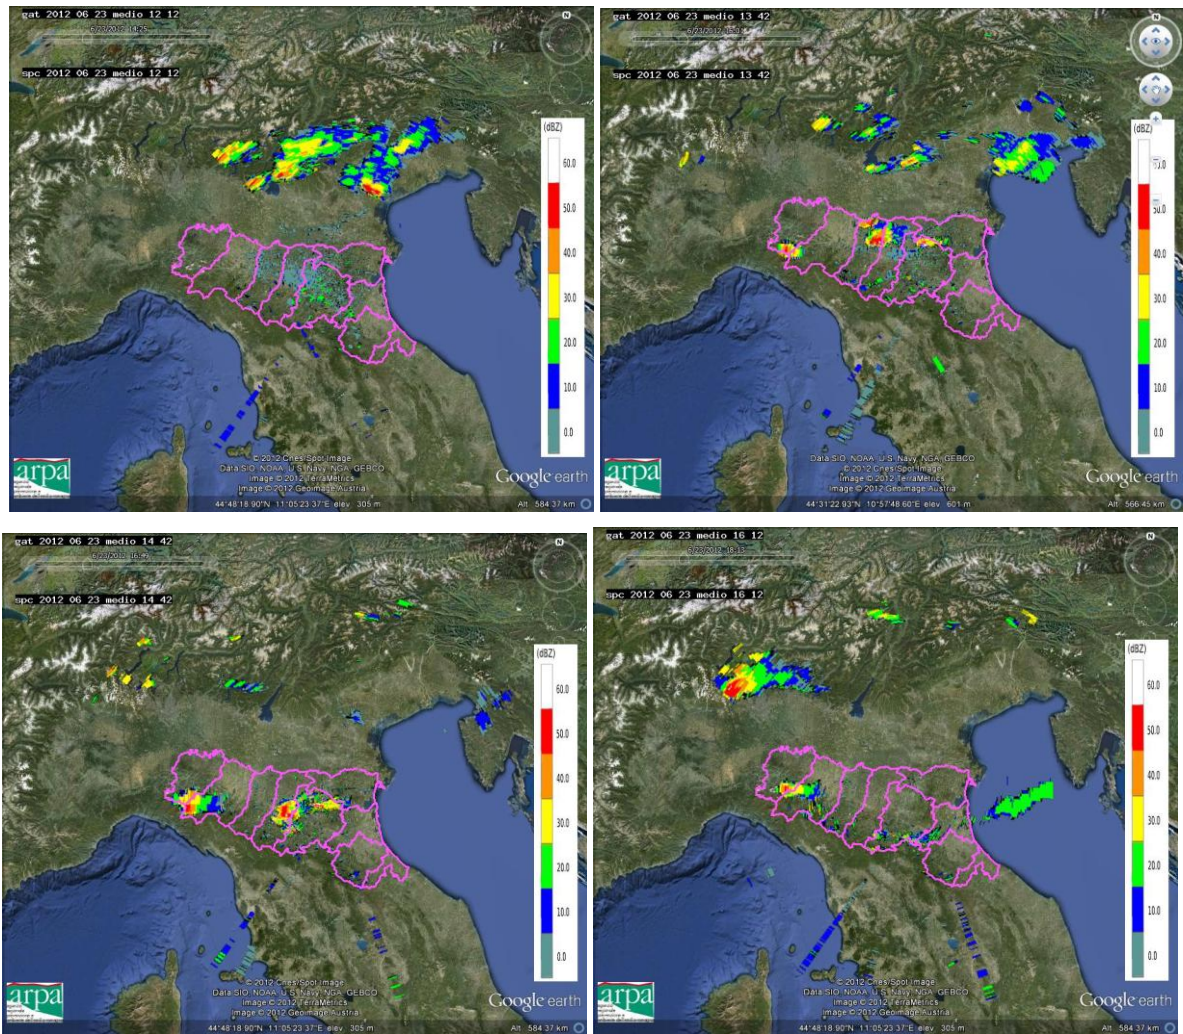 gat 2012 06 23 medio 12 12
spc 2012 06 23 medio 12 12
(dBZ)
60.0
50.0
40.0
30.0
20.0
10.0
0.0
© 2012 Cnes/Spot Image
Data SIO, NOAA, U.S. Navy, NGA, GEBCO
Image © 2012 TerraMetrics
Image © 2012 Geoimage Austria
arpa
Google earth
44°48'18.90"N 11°05'23.37"E elev 305 m
Alt 584.37 km
gat 2012 06 23 medio 13 42
spc 2012 06 23 medio 13 42
N
(dBZ)
50.0
40.0
30.0
20.0
10.0
0.0
Data SIO, NOAA, U.S. Navy, NGA, GEBCO
© 2012 Cnes/Spot Image
Image © 2012 TerraMetrics
Image © 2012 Geoimage Austria
arpa
Google earth
44°31'22.93"N 10°57'48.60"E elev 601 m
Alt 566.45 km
gat 2012 06 23 medio 14 42
spc 2012 06 23 medio 14 42
(dBZ)
60.0
50.0
40.0
30.0
20.0
10.0
0.0
© 2012 Cnes/Spot Image
Data SIO, NOAA, U.S. Navy, NGA, GEBCO
Image © 2012 TerraMetrics
Image © 2012 Geoimage Austria
arpa
Google earth
44°48'18.90"N 11°05'23.37"E elev 305 m
Alt 584.37 km
gat 2012 06 23 medio 16 12
spc 2012 06 23 medio 16 12
(dBZ)
60.0
50.0
40.0
30.0
20.0
10.0
0.0
© 2012 Cnes/Spot Image
Data SIO, NOAA, U.S. Navy, NGA, GEBCO
Image © 2012 TerraMetrics
Image © 2012 Geoimage Austria
arpa
Google earth
44°48'18.90"N 11°05'23.37"E elev 305 m
Alt 584.37 km